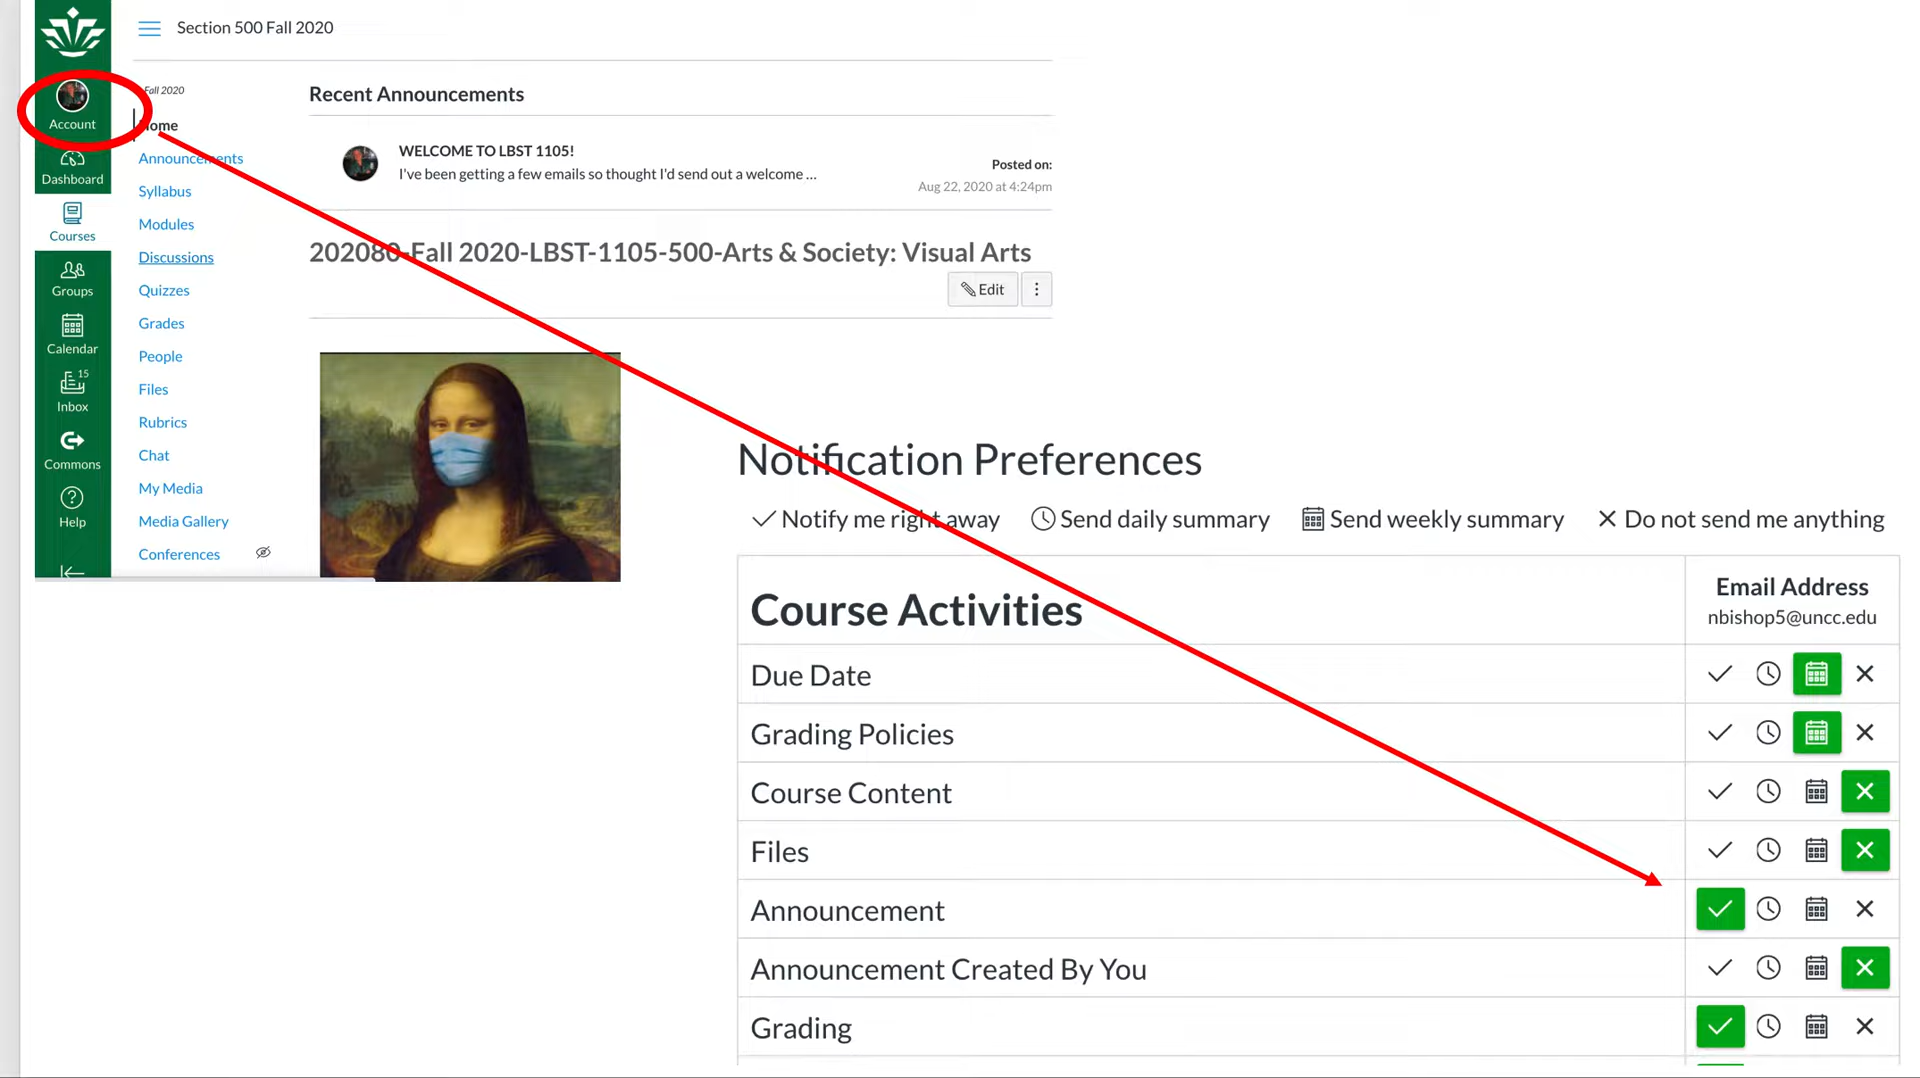 Section 500 Fall 2020
Account
Dashboard
Courses
Groups
Calendar
15
Inbox
Commons
Help
Fall 2020
Home
Announcements
Syllabus
Modules
Discussions
Quizzes
Grades
People
Files
Rubrics
Chat
My Media
Media Gallery
Conferences
Recent Announcements
WELCOME TO LBST 1105!
I've been getting a few emails so thought I'd send out a welcome ...
Posted on:
Aug 22, 2020 at 4:24pm
202080-Fall 2020-LBST-1105-500-Arts & Society: Visual Arts
Edit
Notification Preferences
Notify me right away
Send daily summary
Send weekly summary
Do not send me anything
Course Activities
Email Address
nbishop5@uncc.edu
Due Date
Grading Policies
Course Content
Files
Announcement
Announcement Created By You
Grading